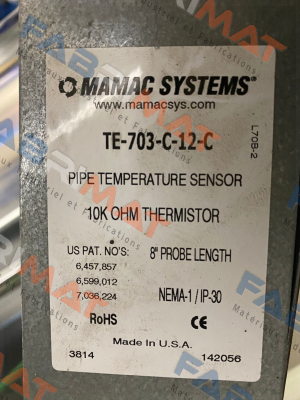 MAMAC SYSTEMS®
www.mamacsys.com
TE-703-C-12-C
L70B-2
PIPE TEMPERATURE SENSOR
10K OHM THERMISTOR
US PAT. NO'S: 8" PROBE LENGTH
6,457,857
6,599,012
7,036,224 NEMA-1 / IP-30
RoHS CE
Made in U.S.A.
3814 142056